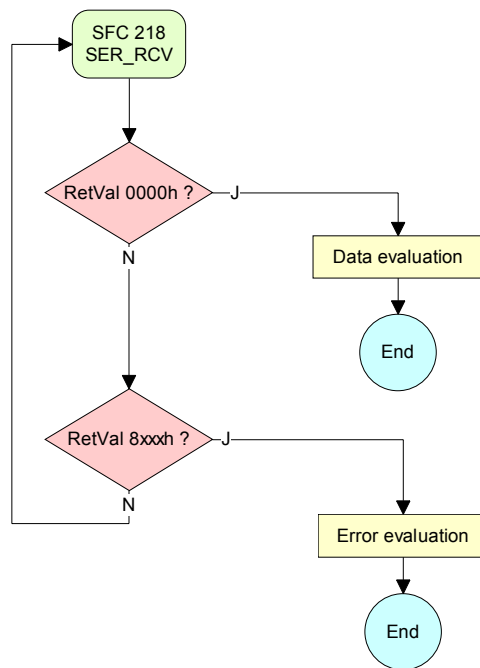 SFC 218
SER_RCV
RetVal 0000h ?
J
N
Data evaluation
End
RetVal 8xxxh ?
J
N
Error evaluation
End